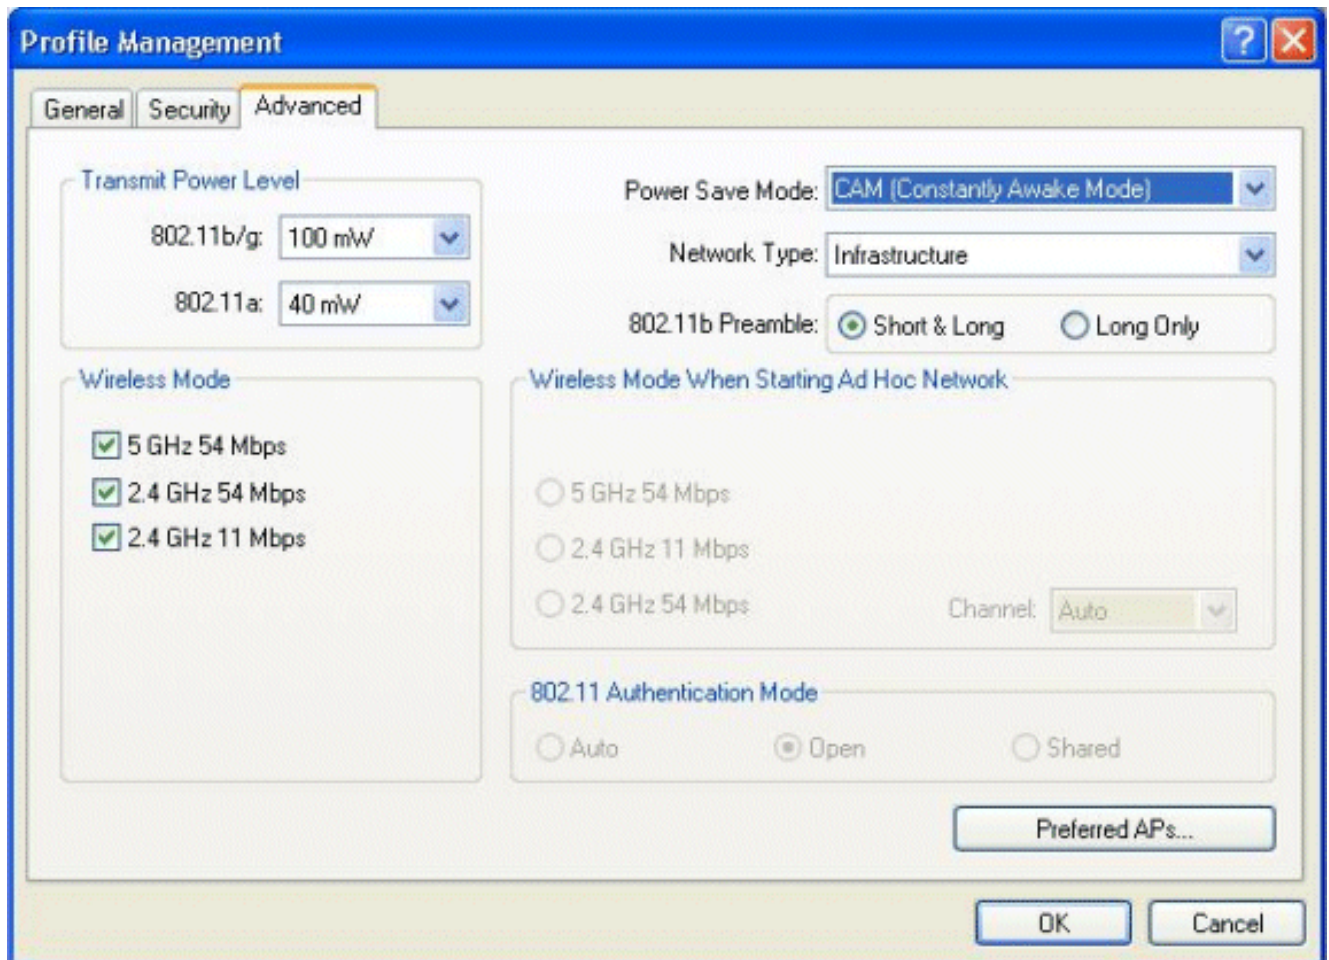 Profile Management
General Security Advanced
Transmit Power Level
802.11b/g: 100 mW
802.11a: 40 mW
Power Save Mode: CAM (Constantly Awake Mode)
Network Type: Infrastructure
802.11b Preamble: Short & Long Long Only
Wireless Mode
5 GHz 54 Mbps
2.4 GHz 54 Mbps
2.4 GHz 11 Mbps
Wireless Mode When Starting Ad Hoc Network
5 GHz 54 Mbps
2.4 GHz 11 Mbps
2.4 GHz 54 Mbps
Channel: Auto
802.11 Authentication Mode
Auto Open Shared
Preferred APs...
OK Cancel